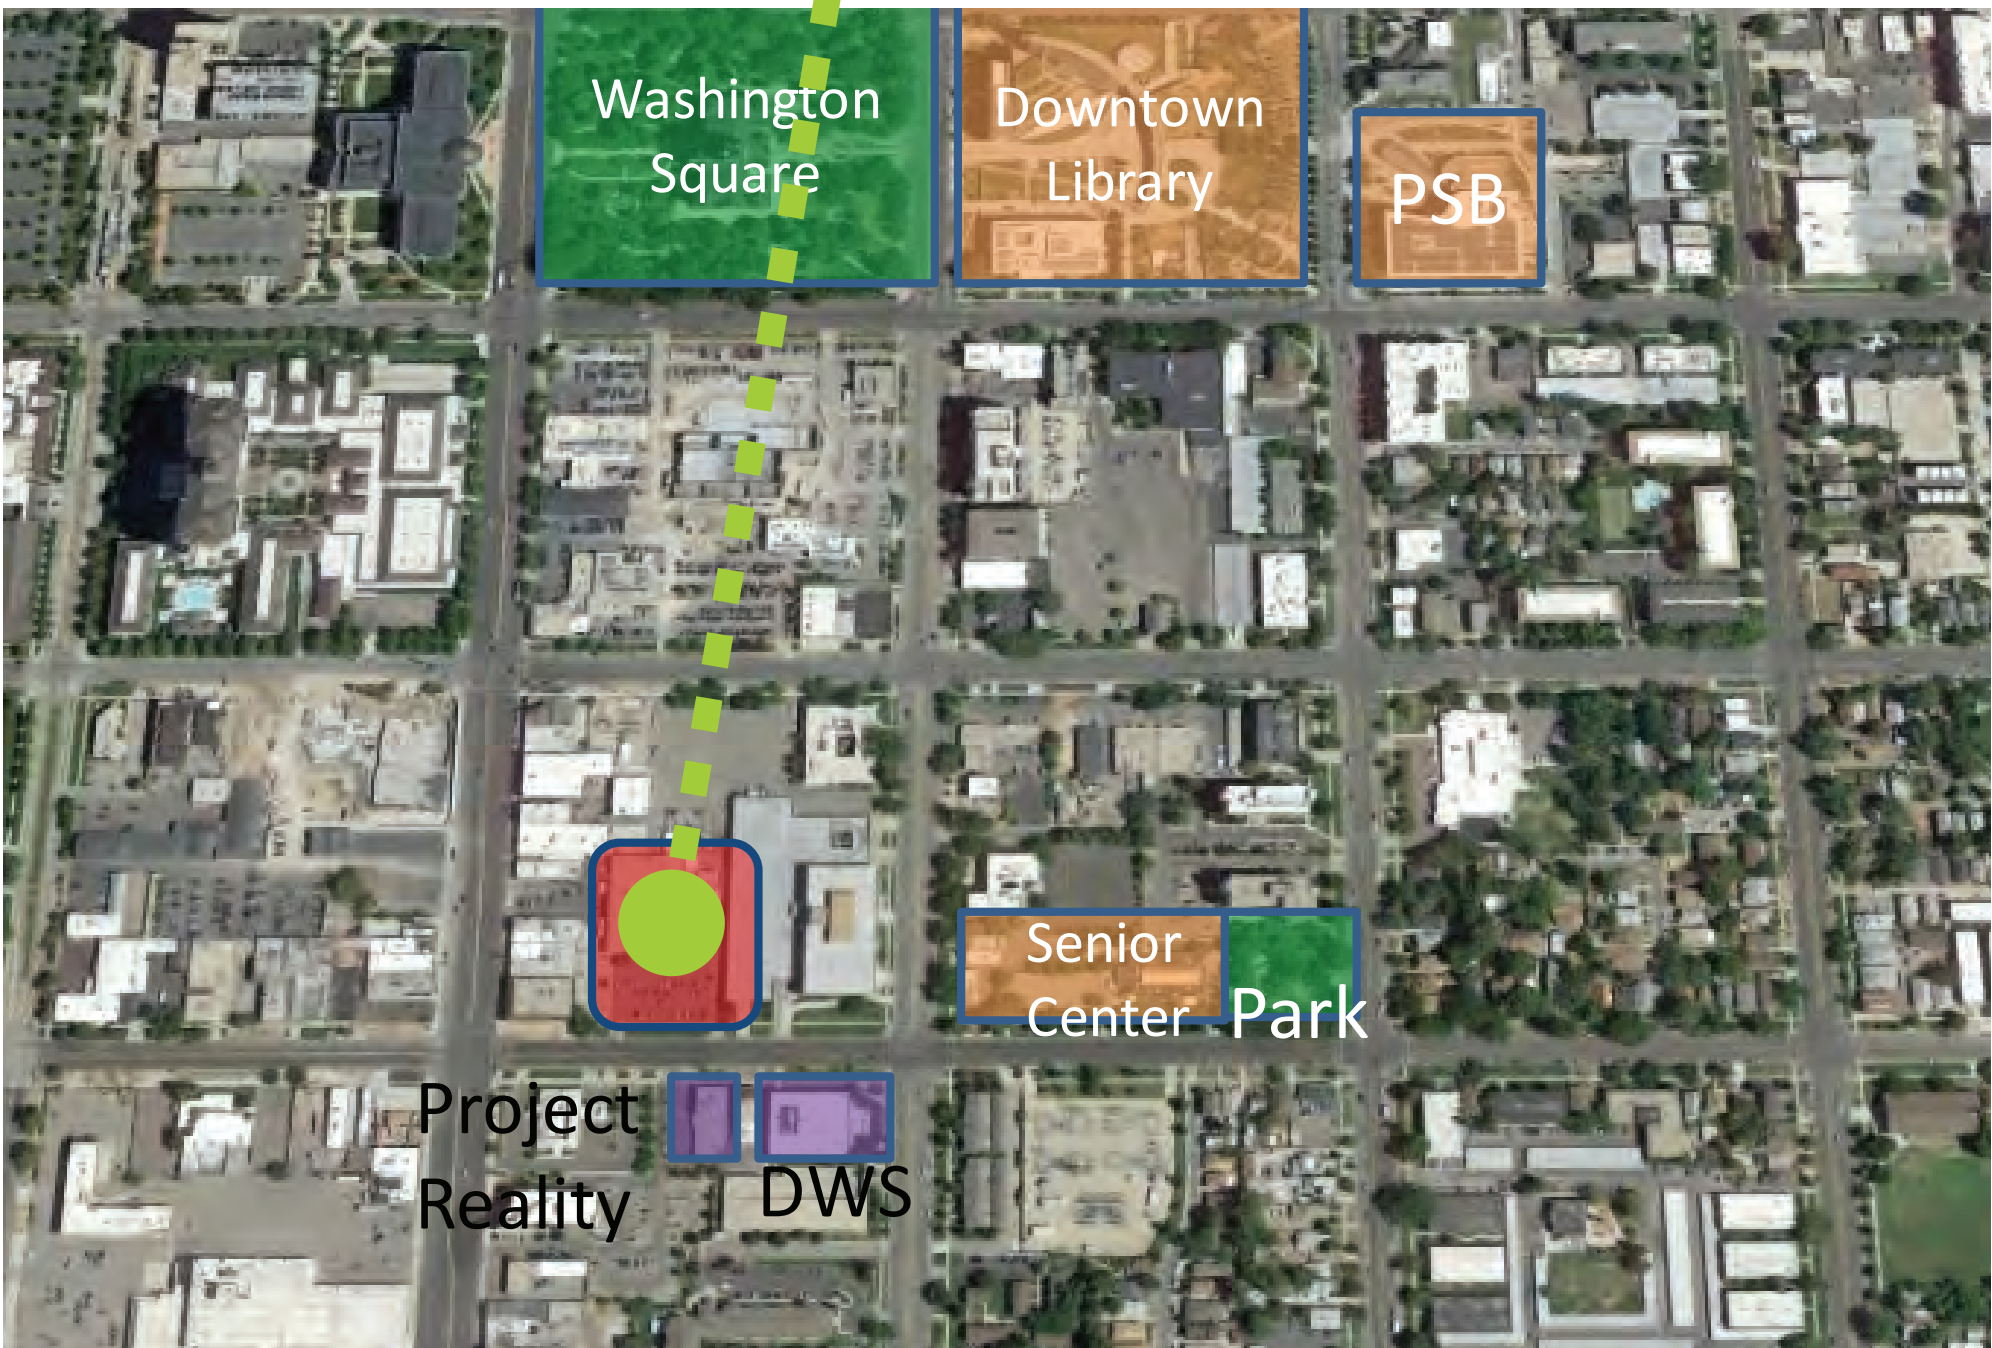 Washington
Square
Downtown
Library
PSB
Senior
Center
Park
Project
Reality
DWS